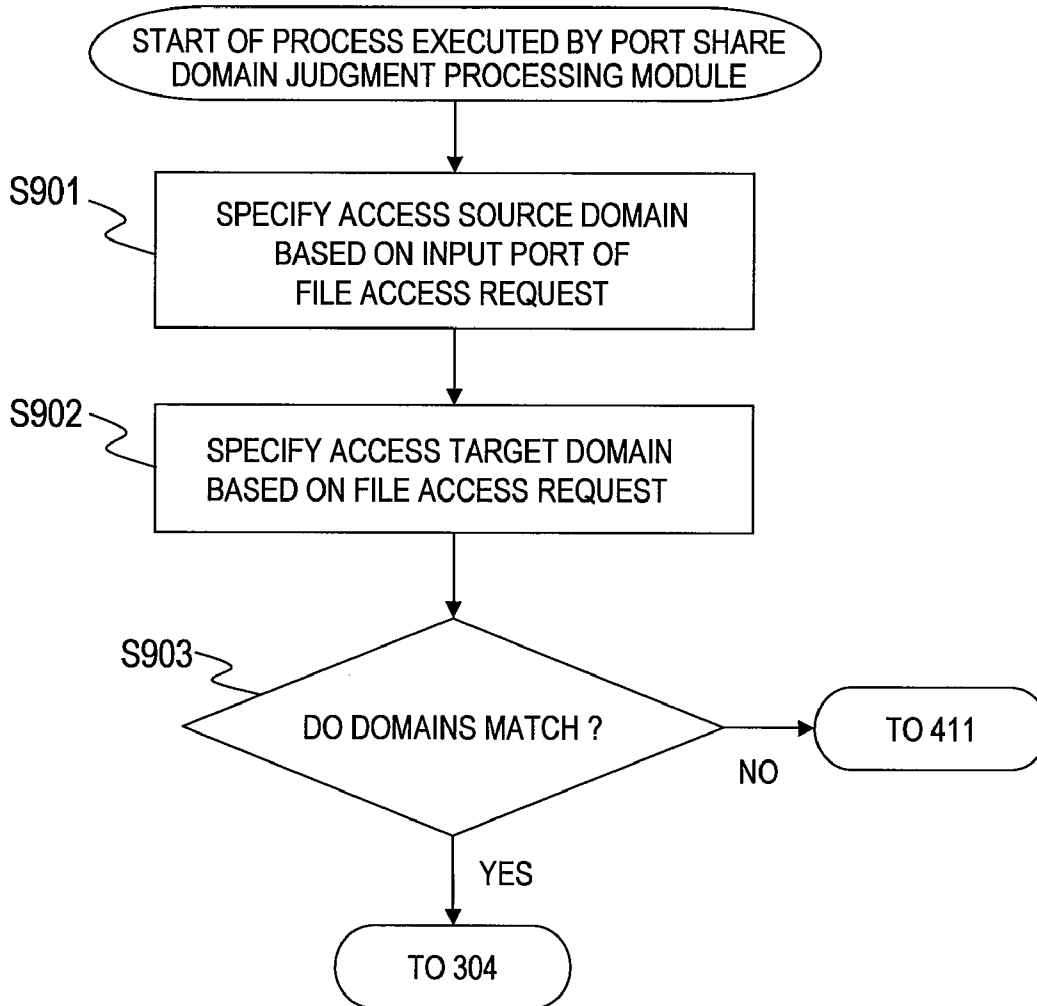 START OF PROCESS EXECUTED BY PORT SHARE
DOMAIN JUDGMENT PROCESSING MODULE
S901
SPECIFY ACCESS SOURCE DOMAIN
BASED ON INPUT PORT OF
FILE ACCESS REQUEST
S902
SPECIFY ACCESS TARGET DOMAIN
BASED ON FILE ACCESS REQUEST
S903
DO DOMAINS MATCH ?
TO 411
NO
YES
TO 304